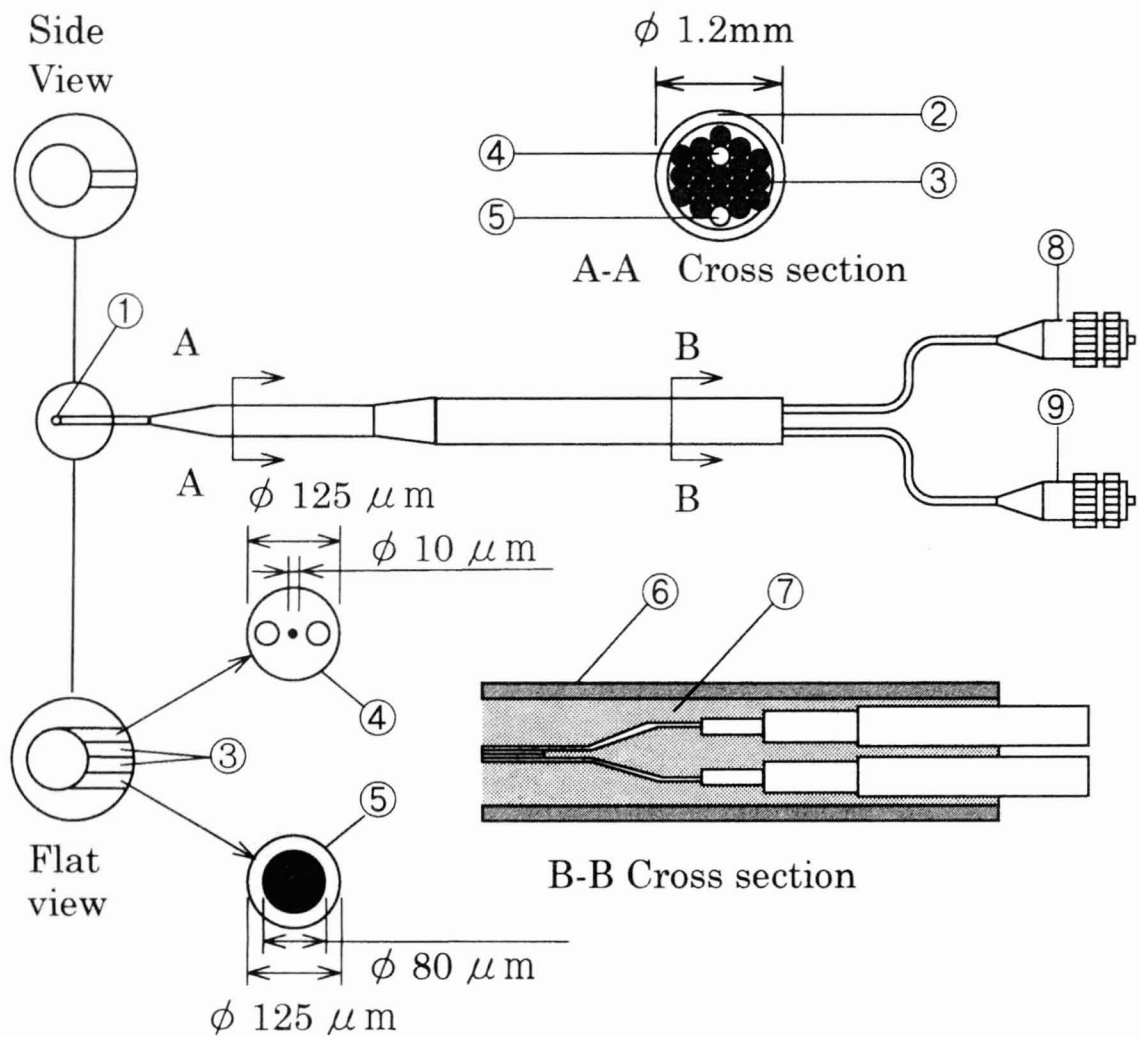 Side
View
ϕ 1.2mm
②
④
③
⑤
A-A Cross section
⑧
①
A
B
⑨
A
B
ϕ 125 μm
ϕ 10 μm
⑥
⑦
④
③
⑤
Flat
view
B-B Cross section
ϕ 80 μm
ϕ 125 μm